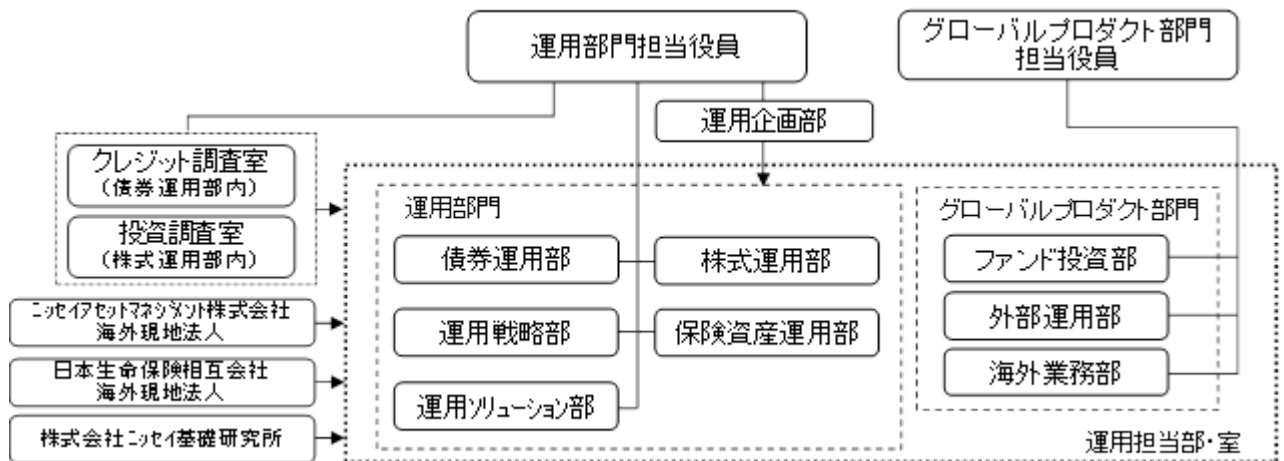 運用部門担当役員
グローバルプロダクト部門
担当役員
運用企画部
クレジット調査室
(債券運用部内)
投資調査室
(株式運用部内)
運用部門
グローバルプロダクト部門
債券運用部
株式運用部
ファンド投資部
ニッセイアセットマネジメント株式会社
海外現地法人
運用戦略部
保険資産運用部
外部運用部
日本生命保険相互会社
海外現地法人
運用ソリューション部
海外業務部
株式会社ニッセイ基礎研究所
運用担当部・室